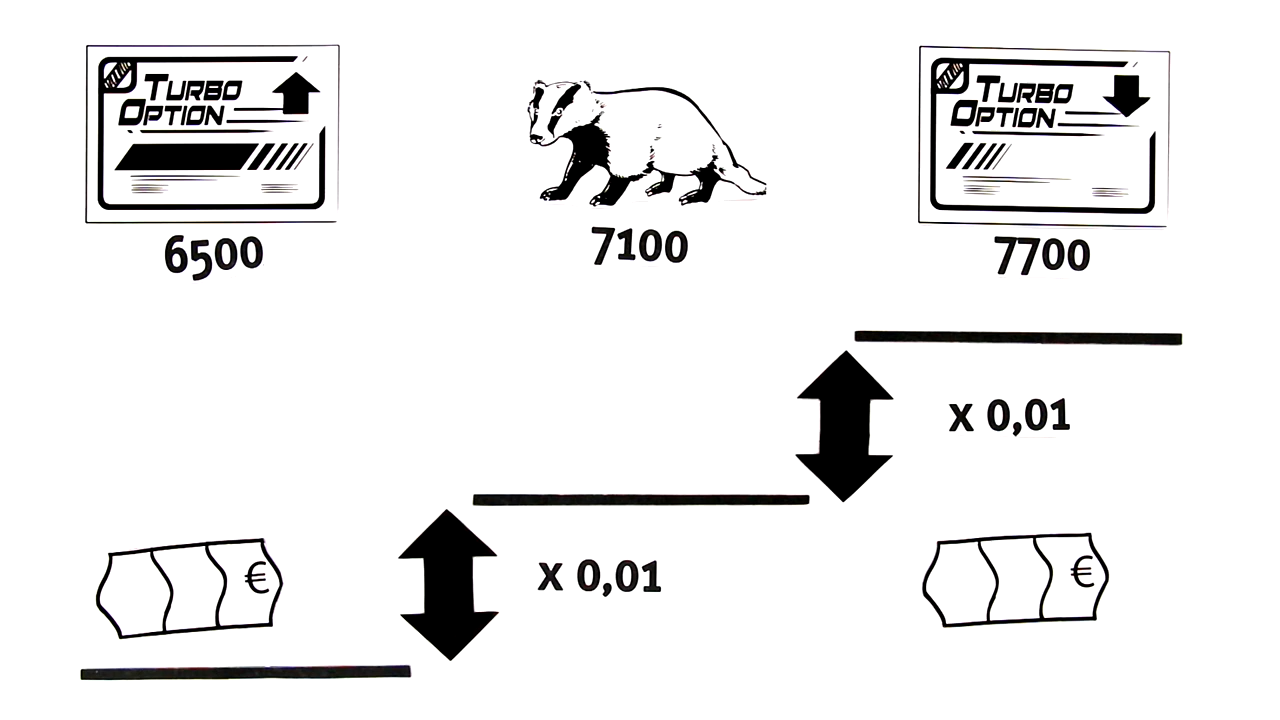 TURBO
OPTION
6500
7100
TURBO
OPTION
7700
X 0,01
X 0,01
€
€